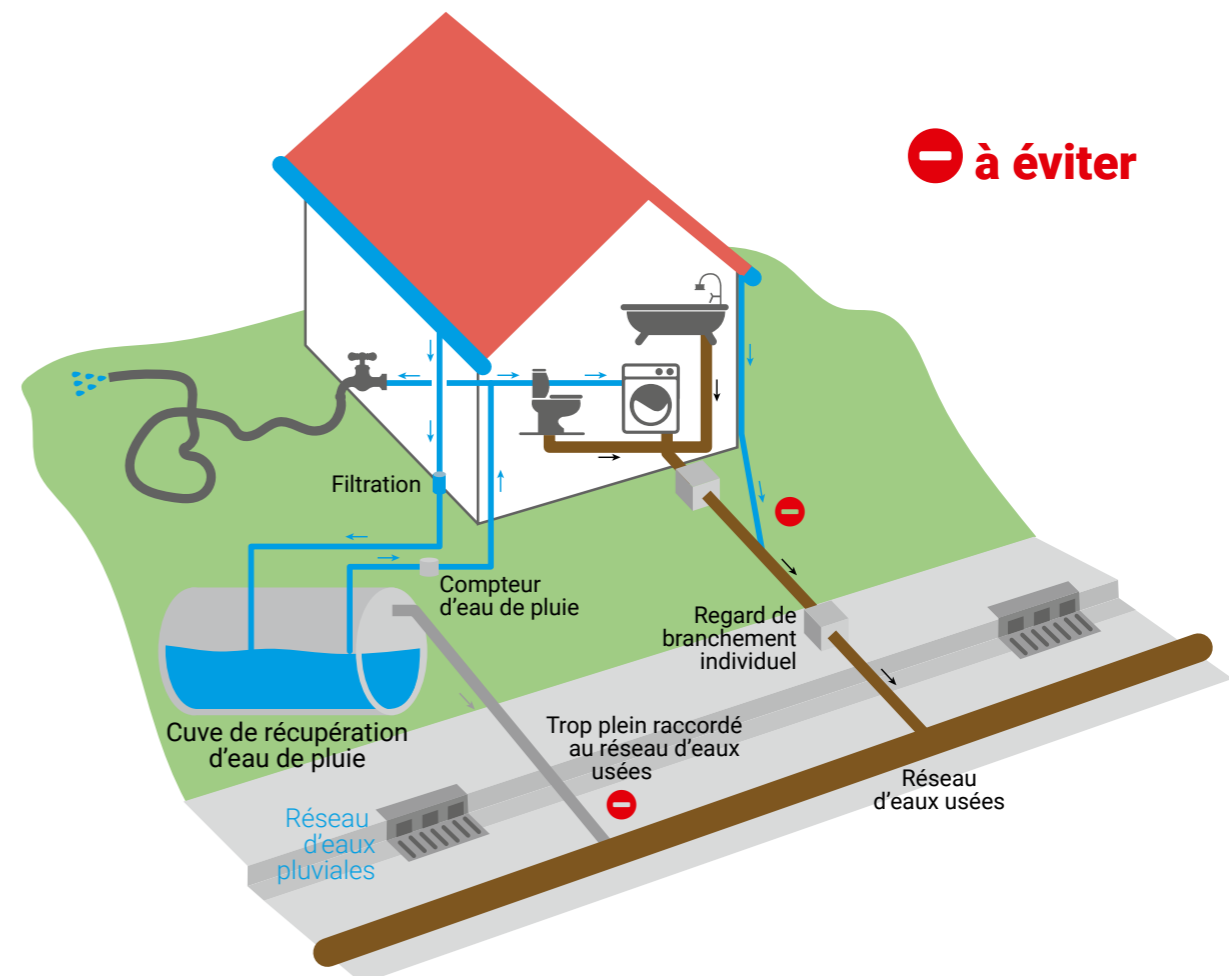 à éviter
Filtration
Compteur
d'eau de pluie
Regard de
branchement
individuel
Cuve de récupération
d'eau de pluie
Trop plein raccordé
au réseau d'eaux
usées
Réseau
d'eaux usées
Réseau
d'eaux
pluviales